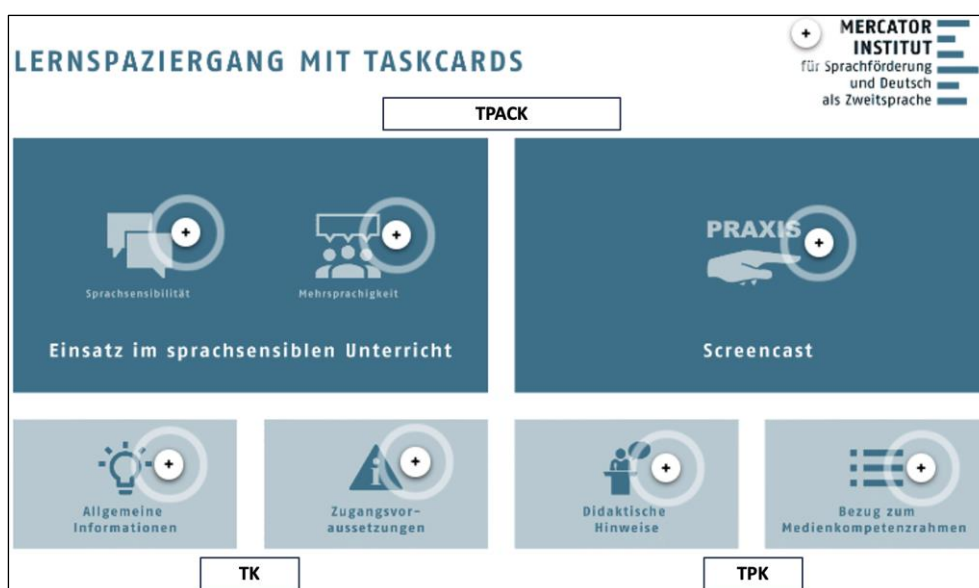 LERNSPAZIERGANG MIT TASKCARDS
MERCATOR
INSTITUT
für Sprachförderung
und Deutsch
als Zweitsprache
TPACK
Sprachsensibilität
Mehrsprachigkeit
Einsatz im sprachsensiblen Unterricht
PRAXIS
Screencast
Allgemeine
Informationen
Zugangsvor-
aussetzungen
Didaktische
Hinweise
Bezug zum
Medienkompetenzrahmen
TK
TPK